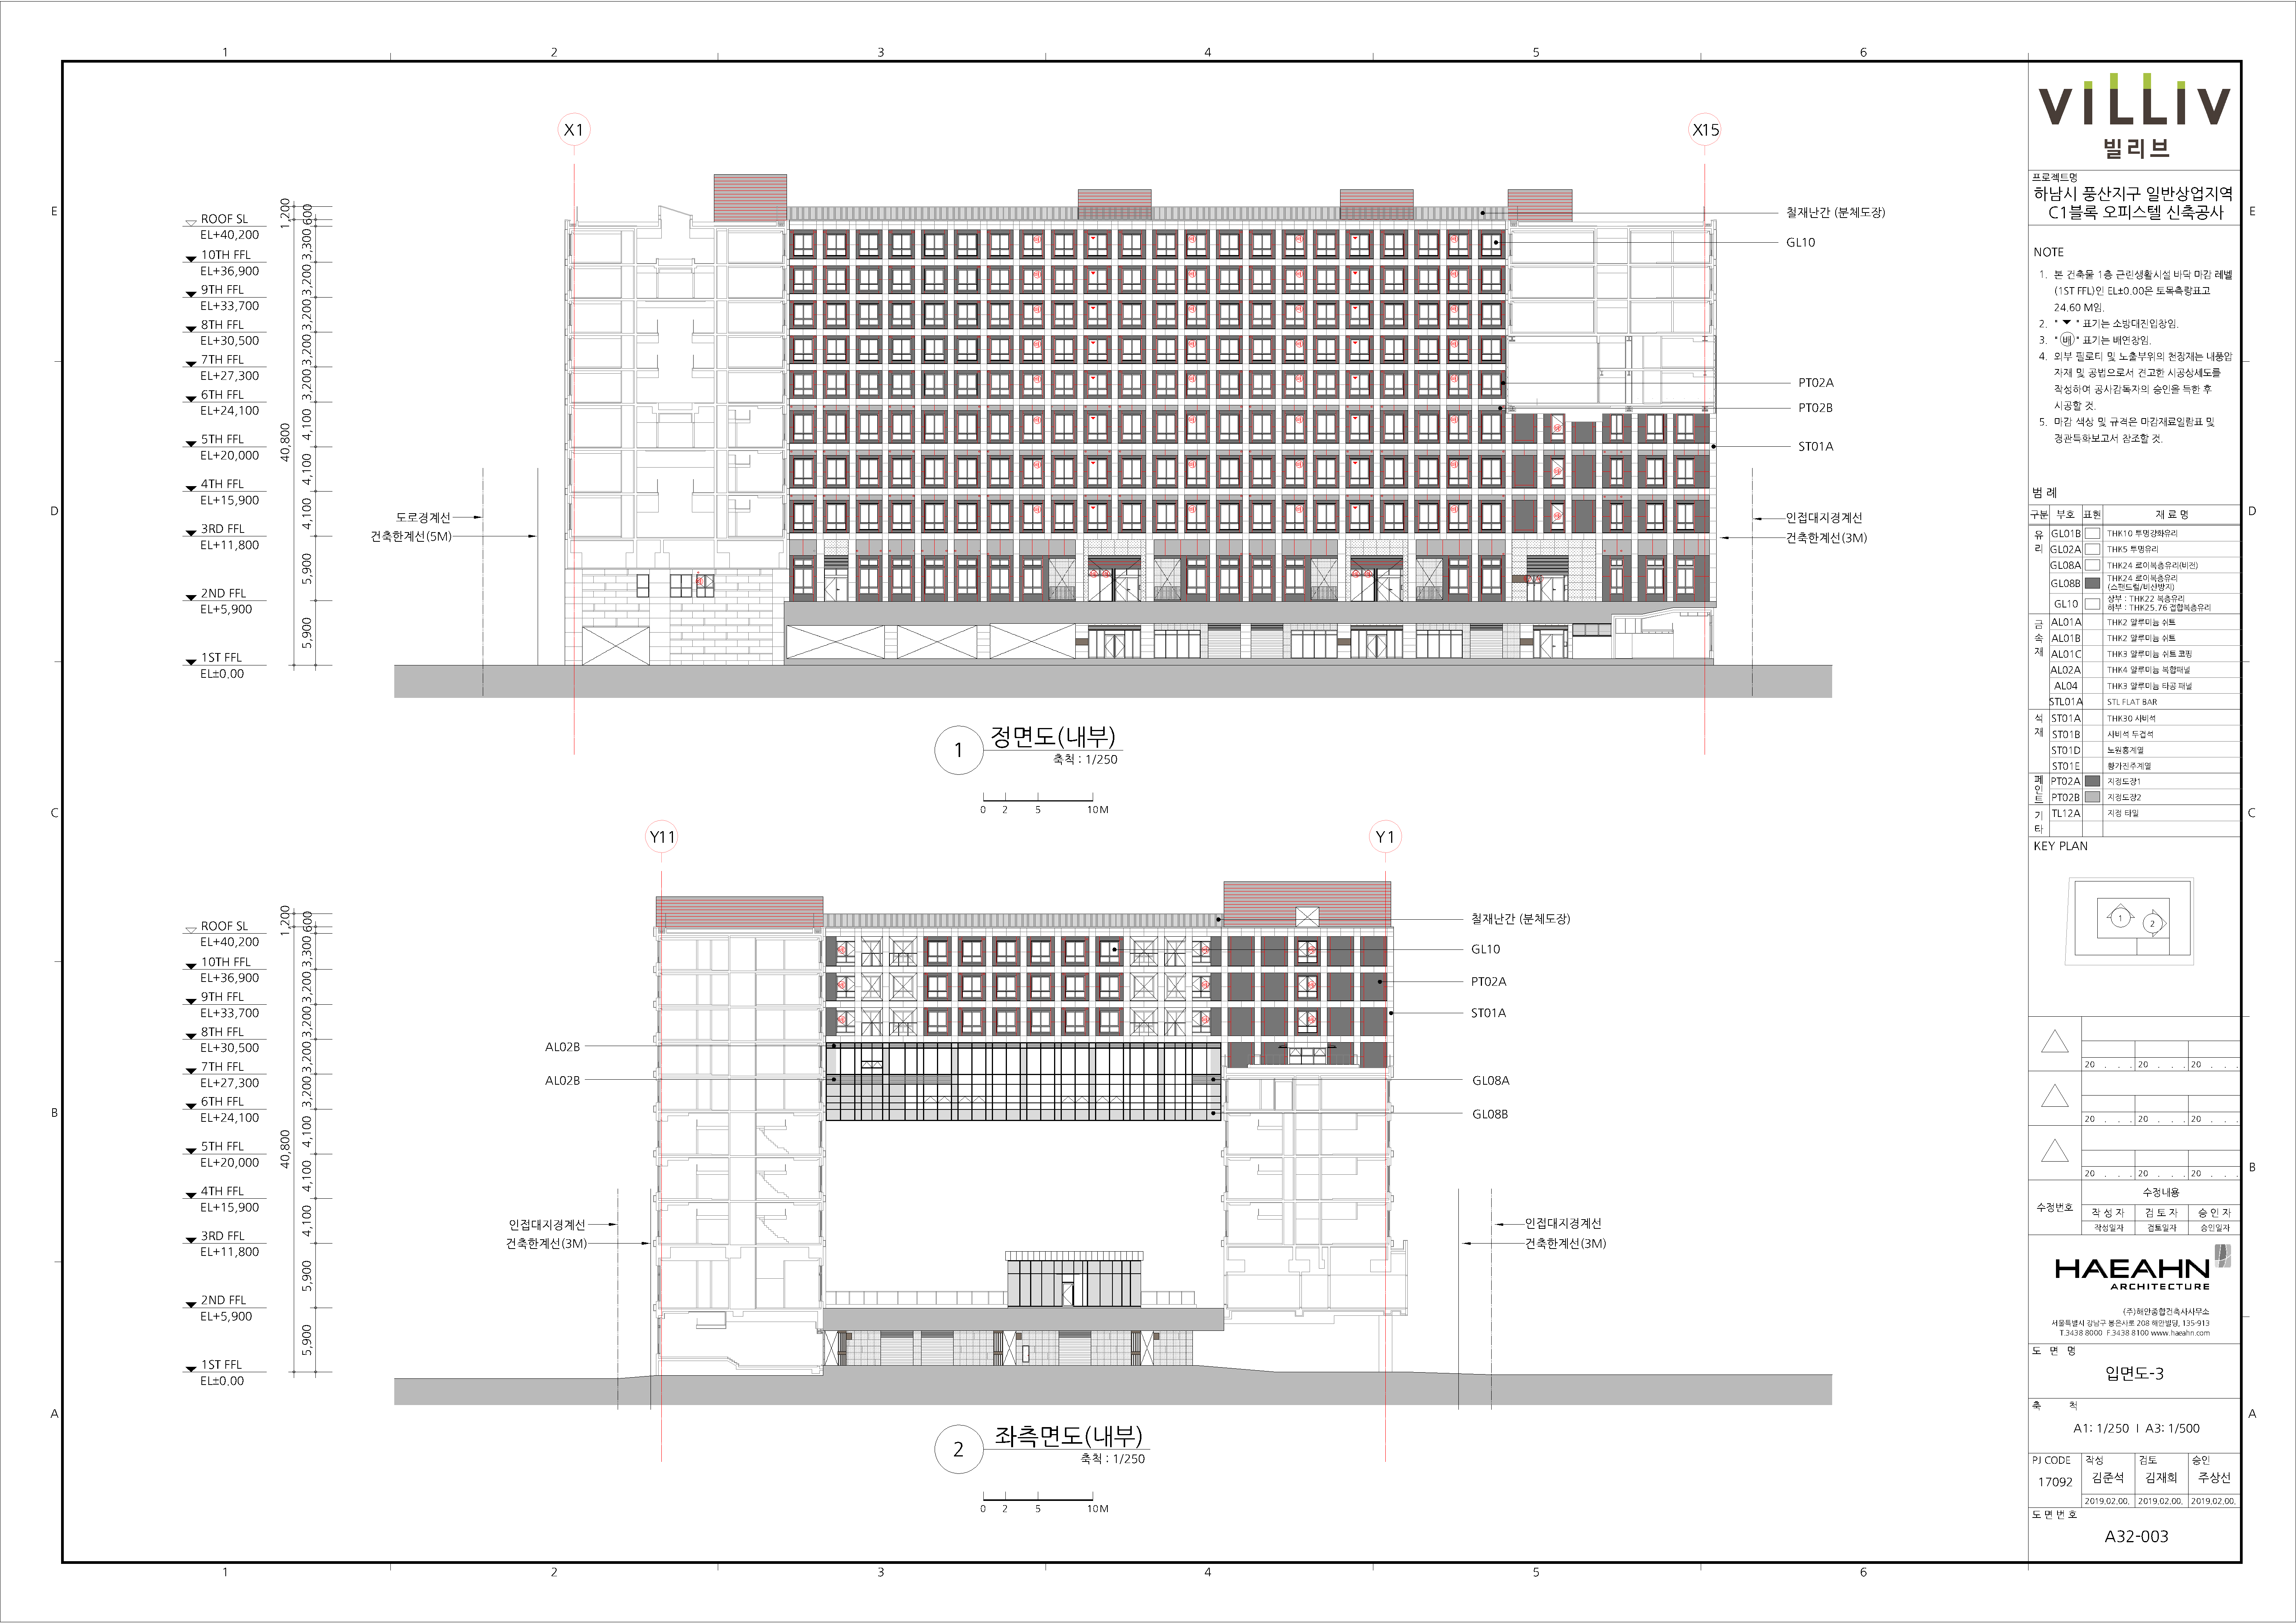 1 2 3 4 5 6
E
D
C
B
A
X1
X15
1,200
600
ROOF SL
EL+40,200
3,300
10TH FFL
EL+36,900
3,200
9TH FFL
EL+33,700
3,200
8TH FFL
EL+30,500
3,200
7TH FFL
EL+27,300
3,200
6TH FFL
EL+24,100
4,100
40,800
5TH FFL
EL+20,000
4,100
4TH FFL
EL+15,900
4,100
3RD FFL
EL+11,800
5,900
2ND FFL
EL+5,900
5,900
1ST FFL
EL±0.00
도로경계선
건축한계선(5M)
철재난간 (분체도장)
GL10
PT02A
PT02B
ST01A
인접대지경계선
건축한계선(3M)
1
정면도(내부)
축척 : 1/250
0 2 5 10M
Y11
Y1
1,200
600
ROOF SL
EL+40,200
3,300
10TH FFL
EL+36,900
3,200
9TH FFL
EL+33,700
3,200
8TH FFL
EL+30,500
3,200
7TH FFL
EL+27,300
3,200
6TH FFL
EL+24,100
4,100
40,800
5TH FFL
EL+20,000
4,100
4TH FFL
EL+15,900
4,100
3RD FFL
EL+11,800
5,900
2ND FFL
EL+5,900
5,900
1ST FFL
EL±0.00
AL02B
AL02B
인접대지경계선
건축한계선(3M)
철재난간 (분체도장)
GL10
PT02A
ST01A
GL08A
GL08B
인접대지경계선
건축한계선(3M)
2
좌측면도(내부)
축척 : 1/250
0 2 5 10M
ViLLiV
빌리브
프로젝트명
하남시 풍산지구 일반상업지역
C1블록 오피스텔 신축공사
NOTE
1. 본 건축물 1층 근린생활시설 바닥 마감 레벨
(1ST FFL)인 EL±0.00은 토목측량표고
24.60 M임.
2. "▼" 표기는 소방대진입창임.
3. "배" 표기는 배연창임.
4. 외부 필로티 및 노출부위의 천장재는 내풍압
자재 및 공법으로서 견고한 시공상세도를
작성하여 공사감독자의 승인을 득한 후
시공할 것.
5. 마감 색상 및 규격은 마감재료일람표 및
경관특화보고서 참조할 것.
범 례
구분 부호 표현 재 료 명
유리
GL01B THK10 투명강화유리
GL02A THK5 투명유리
GL08A THK24 로이복층유리(비전)
GL08B THK24 로이복층유리
(스팬드럴/비산방지)
GL10 상부 : THK22 복층유리
하부 : THK25.76 접합복층유리
금속재
AL01A THK2 알루미늄 쉬트
AL01B THK2 알루미늄 쉬트
AL01C THK3 알루미늄 쉬트 코핑
AL02A THK4 알루미늄 복합패널
AL04 THK3 알루미늄 타공 패널
STL01A STL FLAT BAR
석재
ST01A THK30 사비석
ST01B 사비석 두겁석
ST01D 노원홍계열
ST01E 황가진주계열
페인트
PT02A 지정도장1
PT02B 지정도장2
기타
TL12A 지정 타일
KEY PLAN
1
2
20 . . . 20 . . . 20 . . .
20 . . . 20 . . . 20 . . .
20 . . . 20 . . . 20 . . .
수정번호
수정내용
작 성 자 검 토 자 승 인 자
작성일자 검토일자 승인일자
HAEAHN
ARCHITECTURE
(주)해안종합건축사사무소
서울특별시 강남구 봉은사로 208 해안빌딩, 135-913
T.3438 8000 F.3438 8100 www.haeahn.com
도 면 명
입면도-3
축 척
A1: 1/250 | A3: 1/500
PJ CODE 작성 검토 승인
17092 김준석 김재희 주상선
2019.02.00. 2019.02.00. 2019.02.00.
도 면 번 호
A32-003
E
D
C
B
A
1 2 3 4 5 6